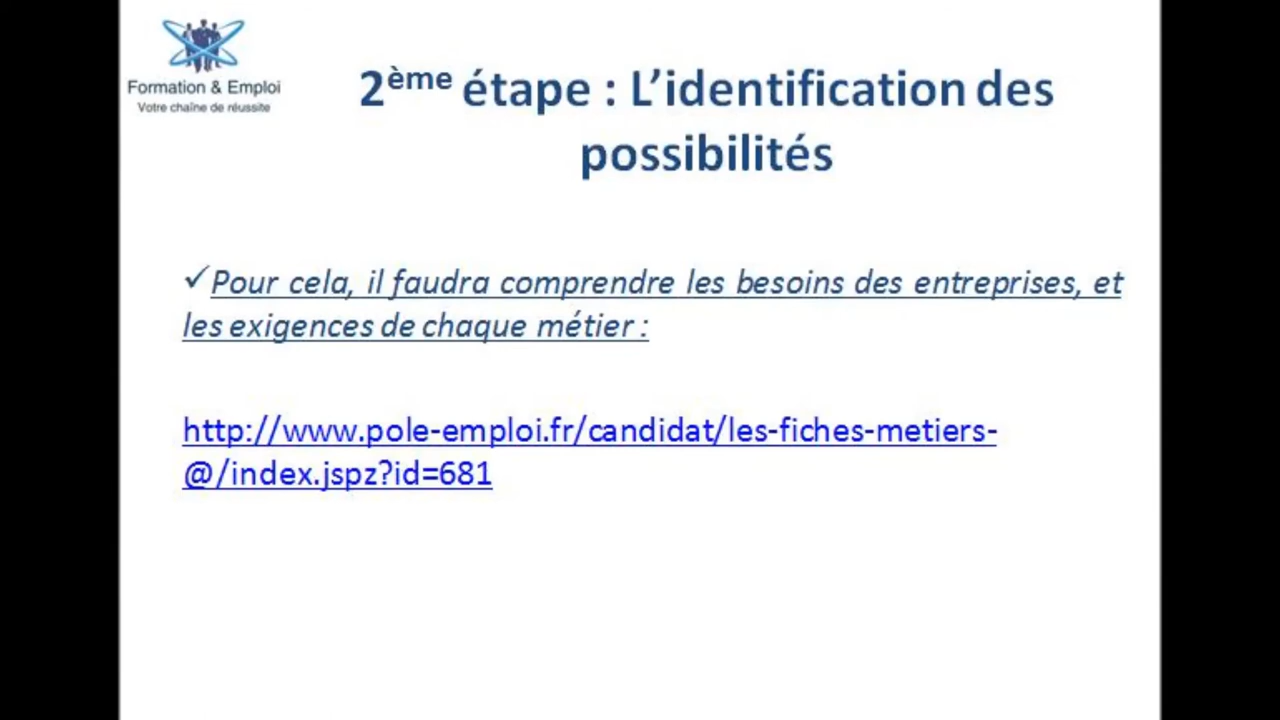 Formation & Emploi
Votre chaîne de réussite
2ème étape : L’identification des
possibilités
✓Pour cela, il faudra comprendre les besoins des entreprises, et
les exigences de chaque métier :
http://www.pole-emploi.fr/candidat/les-fiches-metiers-
@/index.jspz?id=681